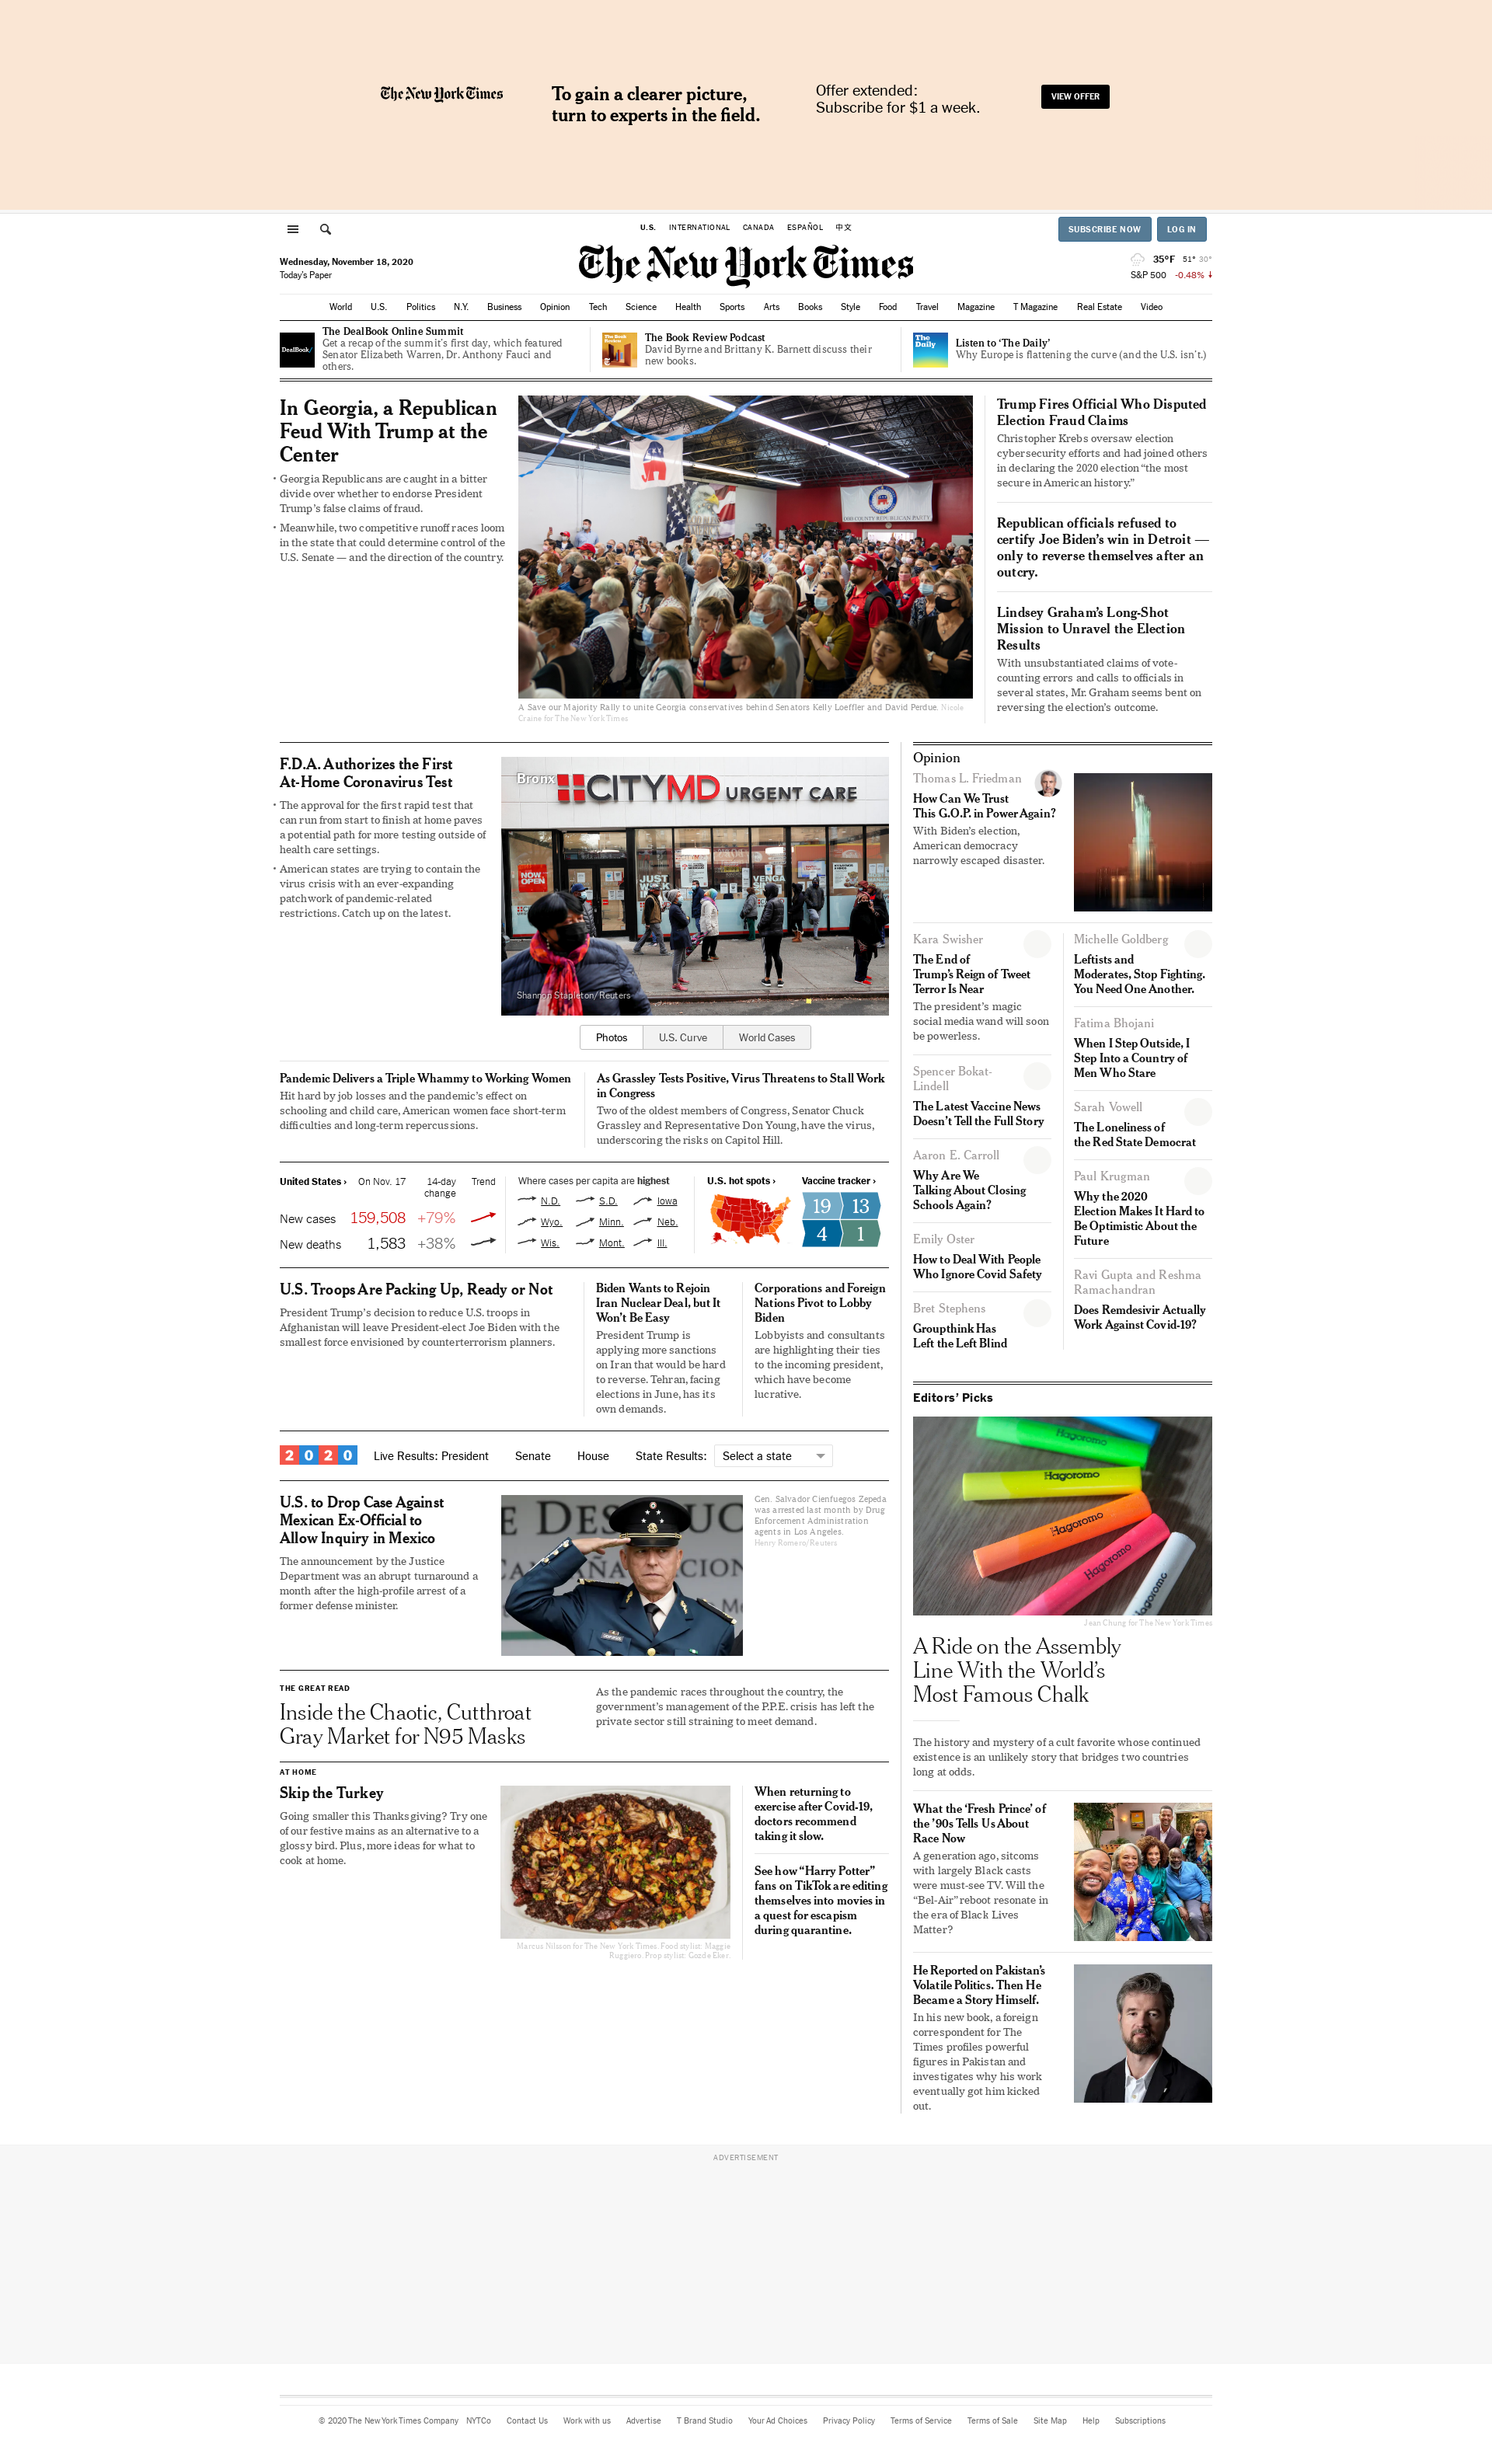 The New York Times
To gain a clearer picture,
turn to experts in the field.
Offer extended:
Subscribe for $1 a week.
VIEW OFFER
U.S. INTERNATIONAL CANADA ESPAÑOL 中文
SUBSCRIBE NOW LOG IN
Wednesday, November 18, 2020
Today's Paper
The New York Times
35°F 51° 30°
S&P 500 -0.48%
World U.S. Politics N.Y. Business Opinion Tech Science Health Sports Arts Books Style Food Travel Magazine T Magazine Real Estate Video
DealBook/
The DealBook Online Summit
Get a recap of the summit's first day, which featured
Senator Elizabeth Warren, Dr. Anthony Fauci and
others.
The Book Review Podcast
David Byrne and Brittany K. Barnett discuss their
new books.
The Daily
Listen to ‘The Daily’
Why Europe is flattening the curve (and the U.S. isn't.)
In Georgia, a Republican
Feud With Trump at the
Center
Georgia Republicans are caught in a bitter
divide over whether to endorse President
Trump's false claims of fraud.
Meanwhile, two competitive runoff races loom
in the state that could determine control of the
U.S. Senate — and the direction of the country.
A Save our Majority Rally to unite Georgia conservatives behind Senators Kelly Loeffler and David Perdue. Nicole
Craine for The New York Times
Trump Fires Official Who Disputed
Election Fraud Claims
Christopher Krebs oversaw election
cybersecurity efforts and had joined others
in declaring the 2020 election “the most
secure in American history.”
Republican officials refused to
certify Joe Biden's win in Detroit —
only to reverse themselves after an
outcry.
Lindsey Graham's Long-Shot
Mission to Unravel the Election
Results
With unsubstantiated claims of vote-
counting errors and calls to officials in
several states, Mr. Graham seems bent on
reversing the election's outcome.
F.D.A. Authorizes the First
At-Home Coronavirus Test
The approval for the first rapid test that
can run from start to finish at home paves
a potential path for more testing outside of
health care settings.
American states are trying to contain the
virus crisis with an ever-expanding
patchwork of pandemic-related
restrictions. Catch up on the latest.
Bronx
CITYMD URGENT CARE
NOW OPEN
Shannon Stapleton/Reuters
Photos U.S. Curve World Cases
Pandemic Delivers a Triple Whammy to Working Women
Hit hard by job losses and the pandemic's effect on
schooling and child care, American women face short-term
difficulties and long-term repercussions.
As Grassley Tests Positive, Virus Threatens to Stall Work
in Congress
Two of the oldest members of Congress, Senator Chuck
Grassley and Representative Don Young, have the virus,
underscoring the risks on Capitol Hill.
United States › On Nov. 17 14-day change Trend
New cases 159,508 +79%
New deaths 1,583 +38%
Where cases per capita are highest
N.D. S.D. Iowa
Wyo. Minn. Neb.
Wis. Mont. Ill.
U.S. hot spots ›
Vaccine tracker ›
19 13
4 1
U.S. Troops Are Packing Up, Ready or Not
President Trump's decision to reduce U.S. troops in
Afghanistan will leave President-elect Joe Biden with the
smallest force envisioned by counterterrorism planners.
Biden Wants to Rejoin
Iran Nuclear Deal, but It
Won't Be Easy
President Trump is
applying more sanctions
on Iran that would be hard
to reverse. Tehran, facing
elections in June, has its
own demands.
Corporations and Foreign
Nations Pivot to Lobby
Biden
Lobbyists and consultants
are highlighting their ties
to the incoming president,
which have become
lucrative.
2020 Live Results: President Senate House State Results: Select a state
U.S. to Drop Case Against
Mexican Ex-Official to
Allow Inquiry in Mexico
The announcement by the Justice
Department was an abrupt turnaround a
month after the high-profile arrest of a
former defense minister.
Gen. Salvador Cienfuegos Zepeda
was arrested last month by Drug
Enforcement Administration
agents in Los Angeles.
Henry Romero/Reuters
THE GREAT READ
Inside the Chaotic, Cutthroat
Gray Market for N95 Masks
As the pandemic races throughout the country, the
government's management of the P.P.E. crisis has left the
private sector still straining to meet demand.
AT HOME
Skip the Turkey
Going smaller this Thanksgiving? Try one
of our festive mains as an alternative to a
glossy bird. Plus, more ideas for what to
cook at home.
Marcus Nilsson for The New York Times. Food stylist: Maggie
Ruggiero. Prop stylist: Gozde Eker.
When returning to
exercise after Covid-19,
doctors recommend
taking it slow.
See how “Harry Potter”
fans on TikTok are editing
themselves into movies in
a quest for escapism
during quarantine.
Opinion
Thomas L. Friedman
How Can We Trust
This G.O.P. in Power Again?
With Biden's election,
American democracy
narrowly escaped disaster.
Kara Swisher
The End of
Trump's Reign of Tweet
Terror Is Near
The president's magic
social media wand will soon
be powerless.
Spencer Bokat-
Lindell
The Latest Vaccine News
Doesn't Tell the Full Story
Aaron E. Carroll
Why Are We
Talking About Closing
Schools Again?
Emily Oster
How to Deal With People
Who Ignore Covid Safety
Bret Stephens
Groupthink Has
Left the Left Blind
Michelle Goldberg
Leftists and
Moderates, Stop Fighting.
You Need One Another.
Fatima Bhojani
When I Step Outside, I
Step Into a Country of
Men Who Stare
Sarah Vowell
The Loneliness of
the Red State Democrat
Paul Krugman
Why the 2020
Election Makes It Hard to
Be Optimistic About the
Future
Ravi Gupta and Reshma
Ramachandran
Does Remdesivir Actually
Work Against Covid-19?
Editors' Picks
Hagoromo
Hagoromo
Hagoromo
Hagoromo
Hagoromo
Jean Chung for The New York Times
A Ride on the Assembly
Line With the World's
Most Famous Chalk
The history and mystery of a cult favorite whose continued
existence is an unlikely story that bridges two countries
long at odds.
What the ‘Fresh Prince’ of
the '90s Tells Us About
Race Now
A generation ago, sitcoms
with largely Black casts
were must-see TV. Will the
“Bel-Air” reboot resonate in
the era of Black Lives
Matter?
He Reported on Pakistan's
Volatile Politics. Then He
Became a Story Himself.
In his new book, a foreign
correspondent for The
Times profiles powerful
figures in Pakistan and
investigates why his work
eventually got him kicked
out.
ADVERTISEMENT
© 2020 The New York Times Company NYTCo Contact Us Work with us Advertise T Brand Studio Your Ad Choices Privacy Policy Terms of Service Terms of Sale Site Map Help Subscriptions